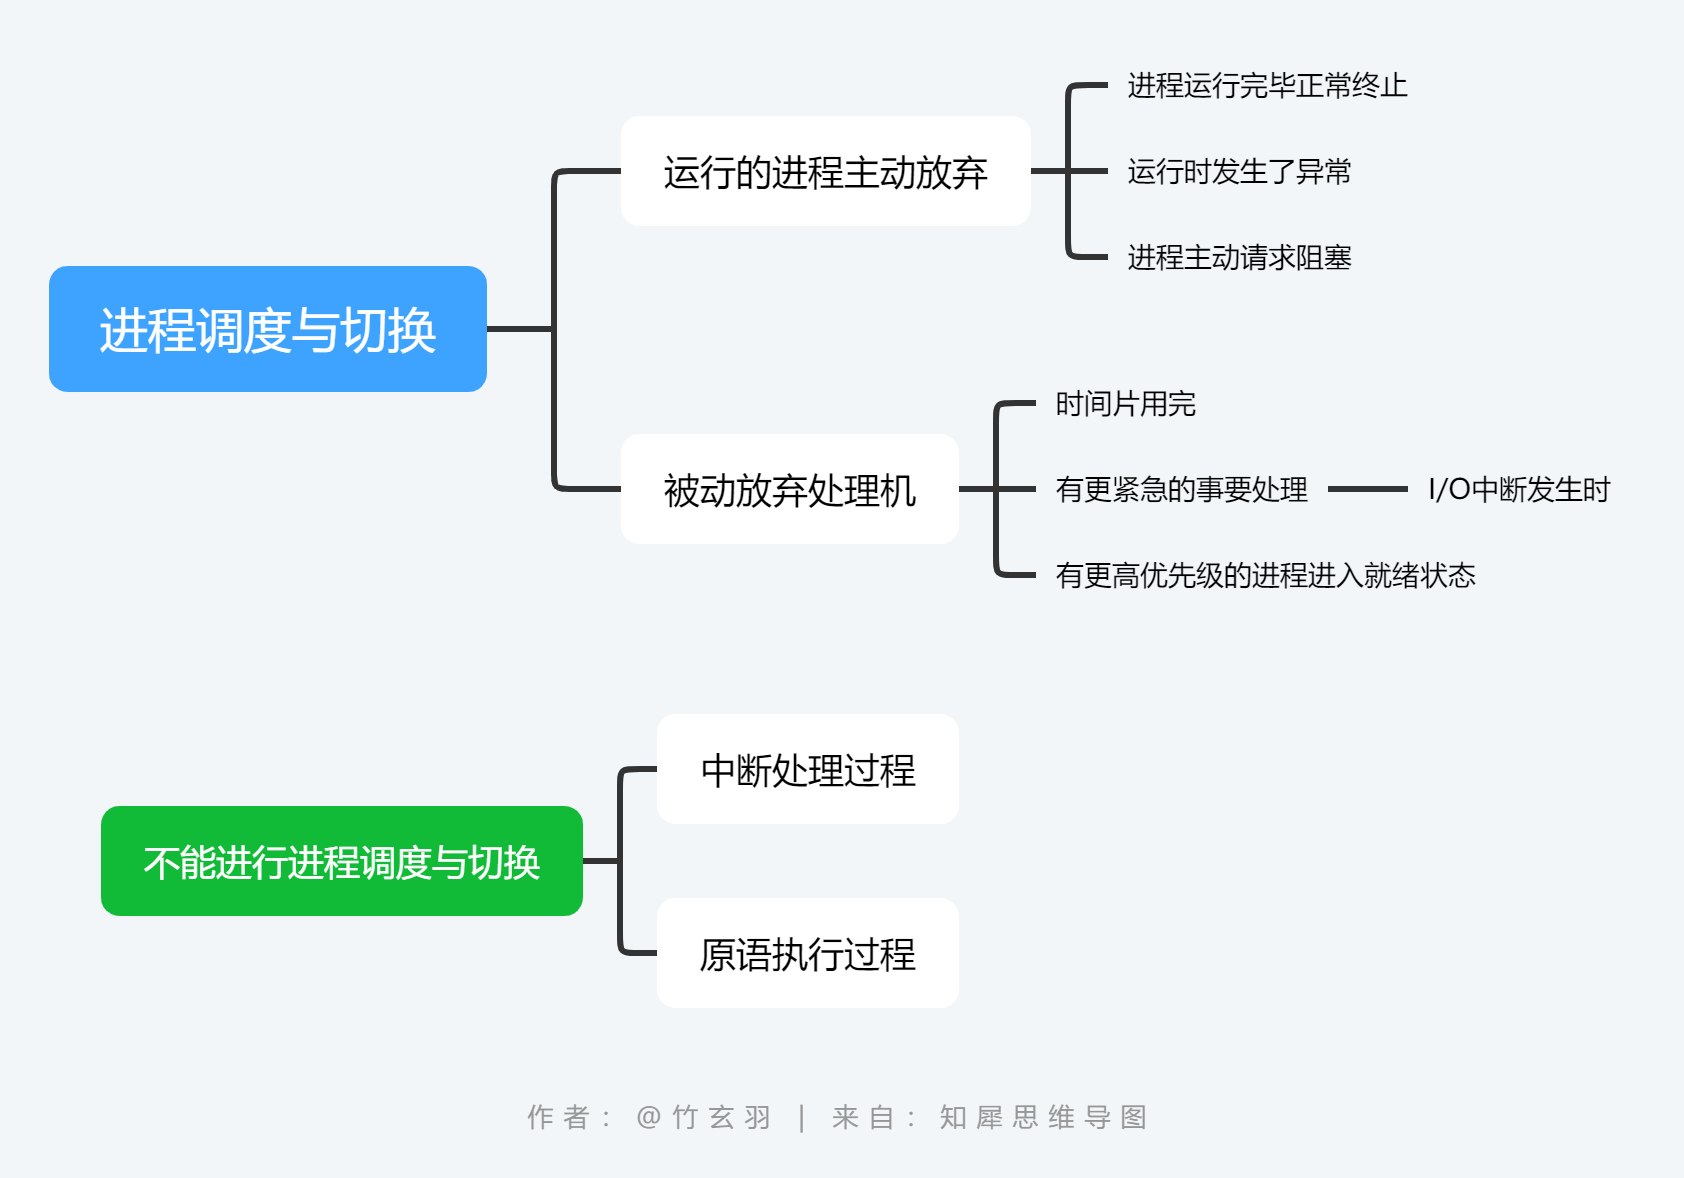 进程调度与切换
运行的进程主动放弃
进程运行完毕正常终止
运行时发生了异常
进程主动请求阻塞
被动放弃处理机
时间片用完
有更紧急的事要处理
I/O中断发生时
有更高优先级的进程进入就绪状态
不能进行进程调度与切换
中断处理过程
原语执行过程
作者：@竹玄羽 | 来自：知犀思维导图